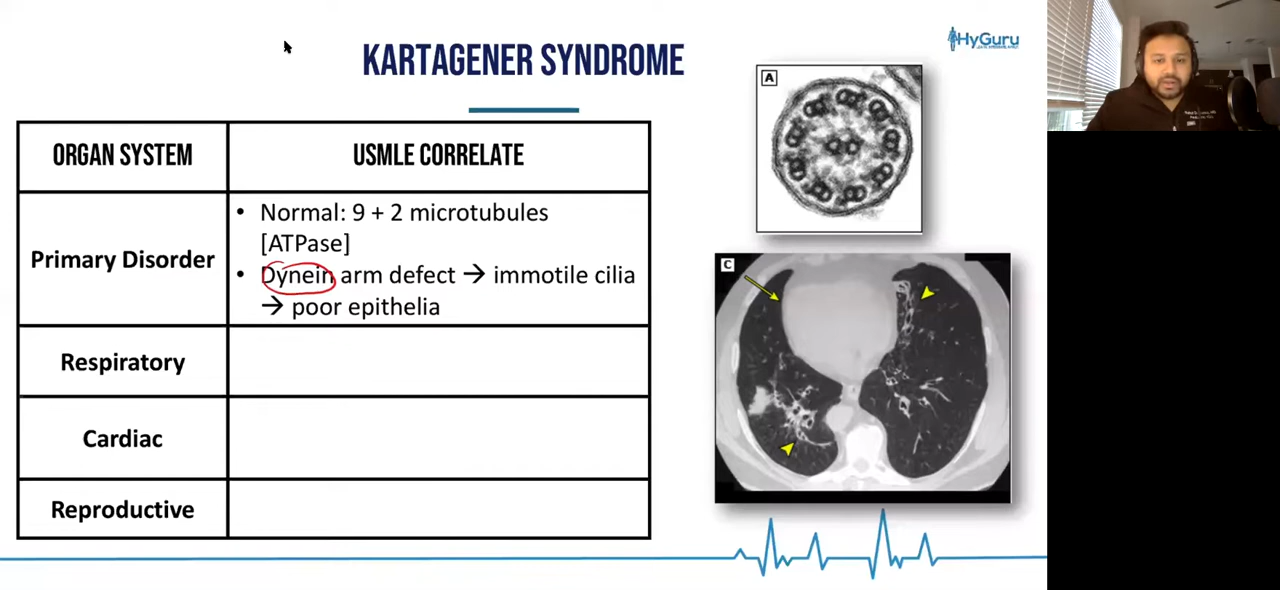 KARTAGENER SYNDROME
HyGuru
ORGAN SYSTEM
USMLE CORRELATE
Primary Disorder
• Normal: 9 + 2 microtubules
[ATPase]
• Dynein arm defect → immotile cilia
→ poor epithelia
Respiratory
Cardiac
Reproductive
A
C